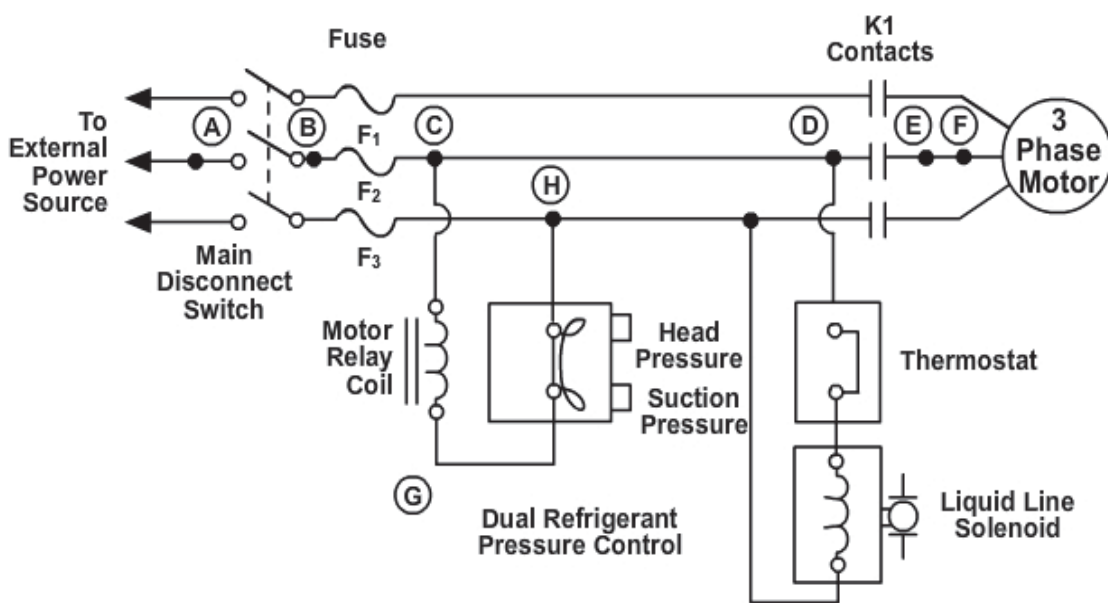 Fuse
K1
Contacts
To
External
Power
Source
A
B
C
D
E
F
3
Phase
Motor
F1
F2
F3
H
Main
Disconnect
Switch
Motor
Relay
Coil
Head
Pressure
Suction
Pressure
Thermostat
G
Dual Refrigerant
Pressure Control
Liquid Line
Solenoid